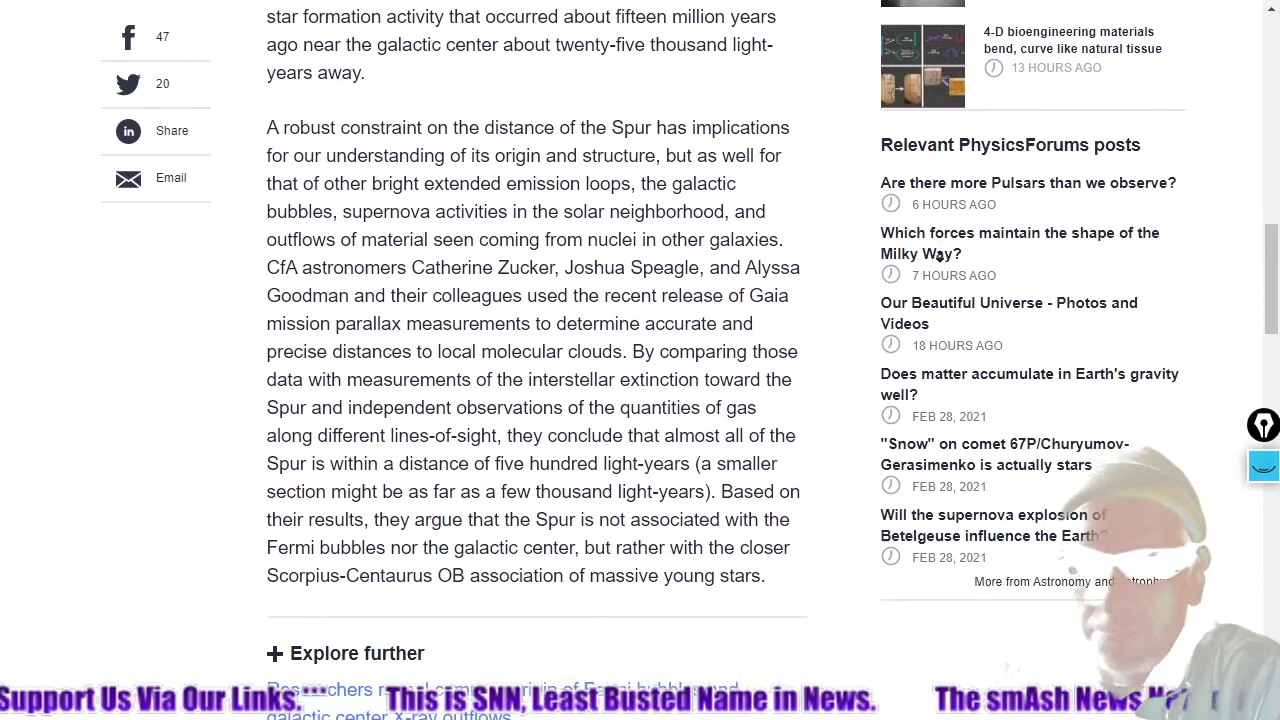 47
20
in
Share
Email
star formation activity that occurred about fifteen million years
ago near the galactic center about twenty-five thousand light-
years away.
A robust constraint on the distance of the Spur has implications
for our understanding of its origin and structure, but as well for
that of other bright extended emission loops, the galactic
bubbles, supernova activities in the solar neighborhood, and
outflows of material seen coming from nuclei in other galaxies.
CfA astronomers Catherine Zucker, Joshua Speagle, and Alyssa
Goodman and their colleagues used the recent release of Gaia
mission parallax measurements to determine accurate and
precise distances to local molecular clouds. By comparing those
data with measurements of the interstellar extinction toward the
Spur and independent observations of the quantities of gas
along different lines-of-sight, they conclude that almost all of the
Spur is within a distance of five hundred light-years (a smaller
section might be as far as a few thousand light-years). Based on
their results, they argue that the Spur is not associated with the
Fermi bubbles nor the galactic center, but rather with the closer
Scorpius-Centaurus OB association of massive young stars.
Explore further
galactic center X-ray outflows
4-D bioengineering materials
bend, curve like natural tissue
13 HOURS AGO
Relevant PhysicsForums posts
Are there more Pulsars than we observe?
6 HOURS AGO
Which forces maintain the shape of the
Milky Way?
7 HOURS AGO
Our Beautiful Universe - Photos and
Videos
18 HOURS AGO
Does matter accumulate in Earth's gravity
well?
FEB 28, 2021
"Snow" on comet 67P/Churyumov-
Gerasimenko is actually stars
FEB 28, 2021
Will the supernova explosion of
Betelgeuse influence the Earth
FEB 28, 2021
More from Astronomy and
Support Us Via Our Links. This is SNN, Least Busted Name in News. The smAsh News